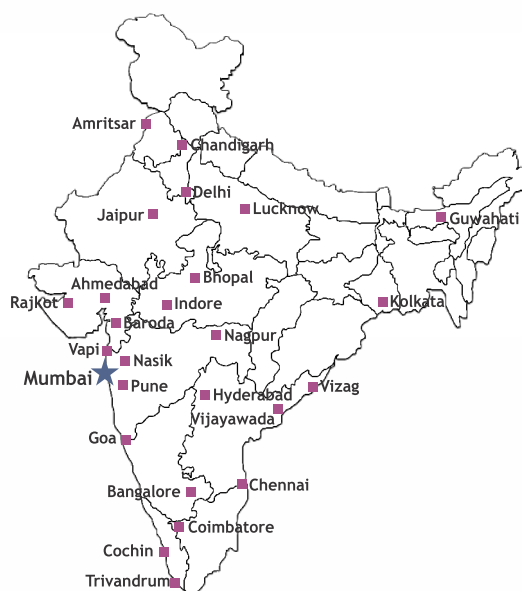 Amritsar
Chandigarh
Delhi
Jaipur
Lucknow
Guwahati
Ahmedabad
Bhopal
Rajkot
Indore
Kolkata
Baroda
Nagpur
Vapi
Nasik
Mumbai
Pune
Vizag
Hyderabad
Vijayawada
Goa
Bangalore
Chennai
Coimbatore
Cochin
Trivandrum